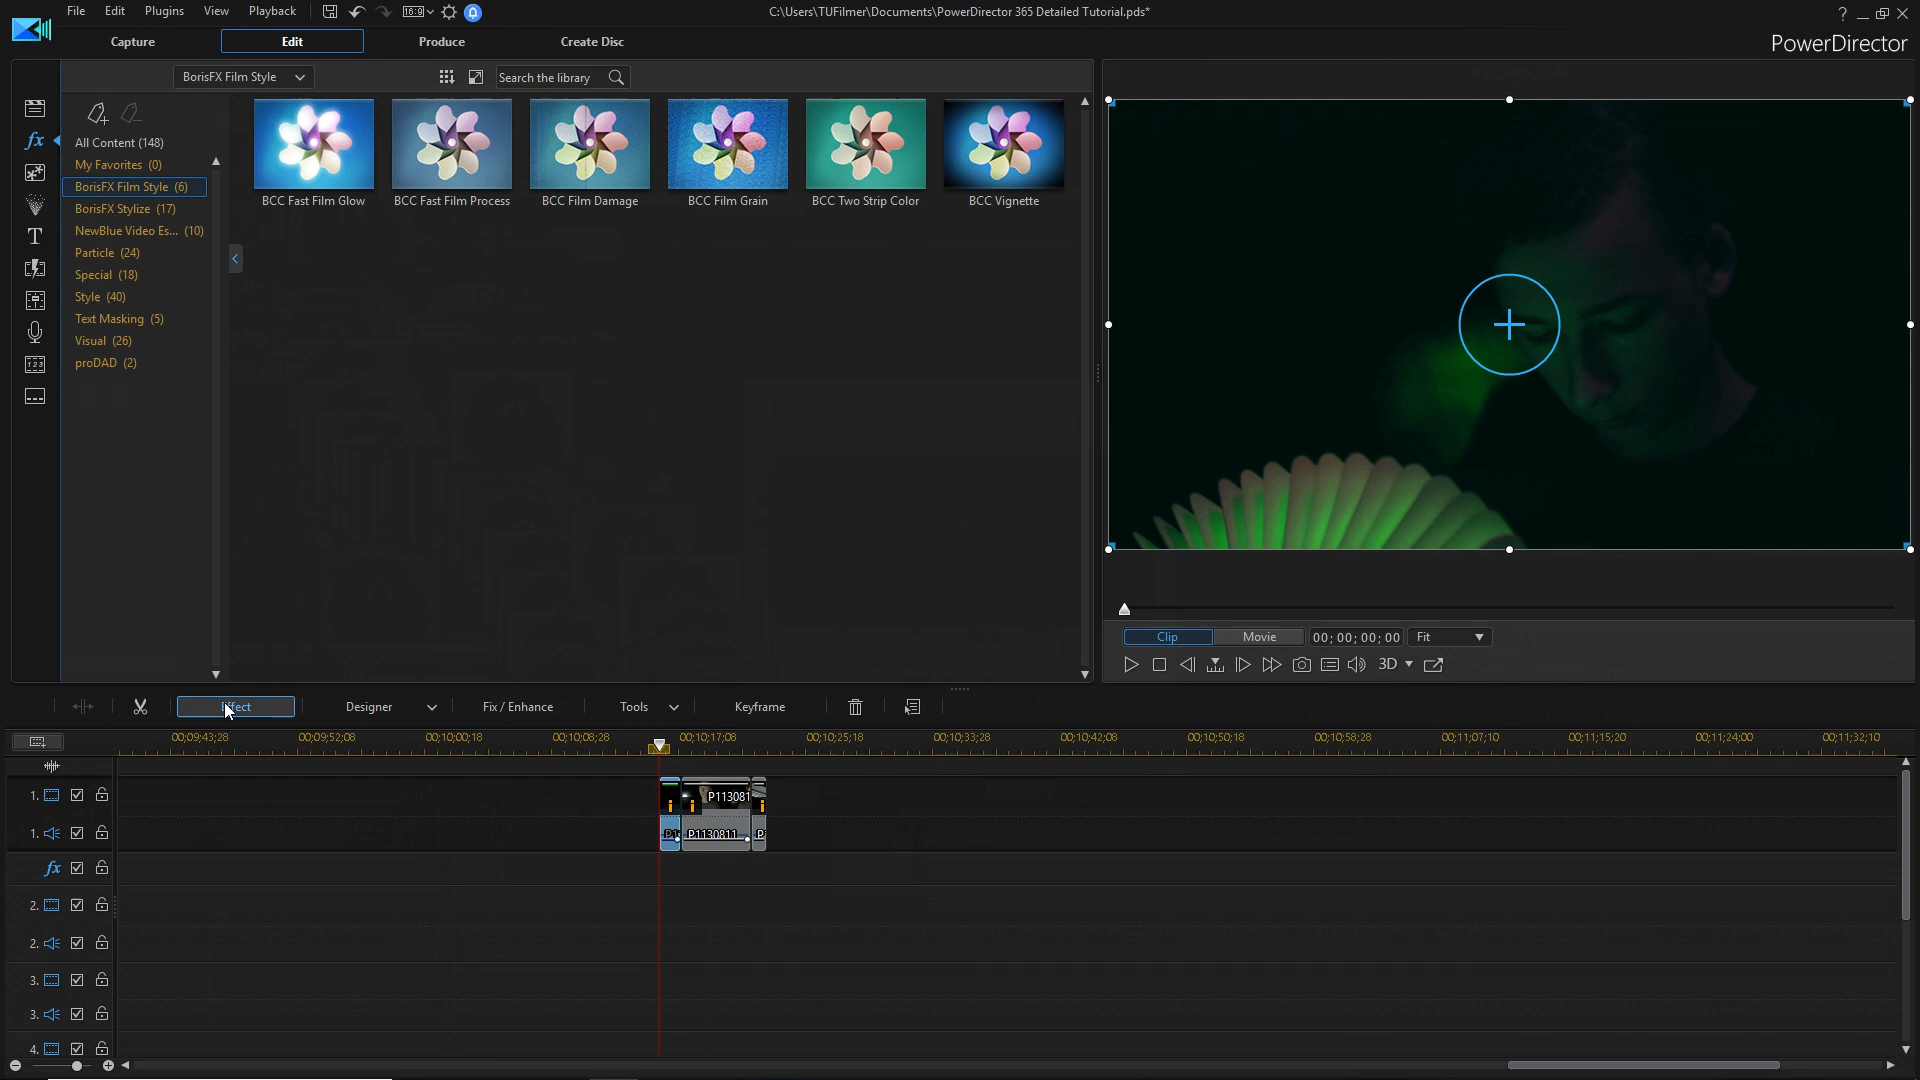 File Edit Plugins View Playback 16:9 C:\Users\TUFilmer\Documents\PowerDirector 365 Detailed Tutorial.pds* ?
Capture Edit Produce Create Disc PowerDirector
BorisFX Film Style Search the library
All Content (148)
My Favorites (0)
BorisFX Film Style (6)
BorisFX Stylize (17)
NewBlue Video Es... (10)
Particle (24)
Special (18)
Style (40)
Text Masking (5)
Visual (26)
proDAD (2)
fx
T
BCC Fast Film Glow BCC Fast Film Process BCC Film Damage BCC Film Grain BCC Two Strip Color BCC Vignette
Clip Movie 00; 00; 00; 00 Fit
3D
Effect Designer Fix / Enhance Tools Keyframe
00;09;43;28 00;09;52;08 00;10;00;18 00;10;08;28 00;10;17;08 00;10;25;18 00;10;33;28 00;10;42;08 00;10;50;18 00;10;58;28 00;11;07;10 00;11;15;20 00;11;24;00 00;11;32;10
1. P113081
1. P1130811 P
fx
2.
2.
3.
3.
4.